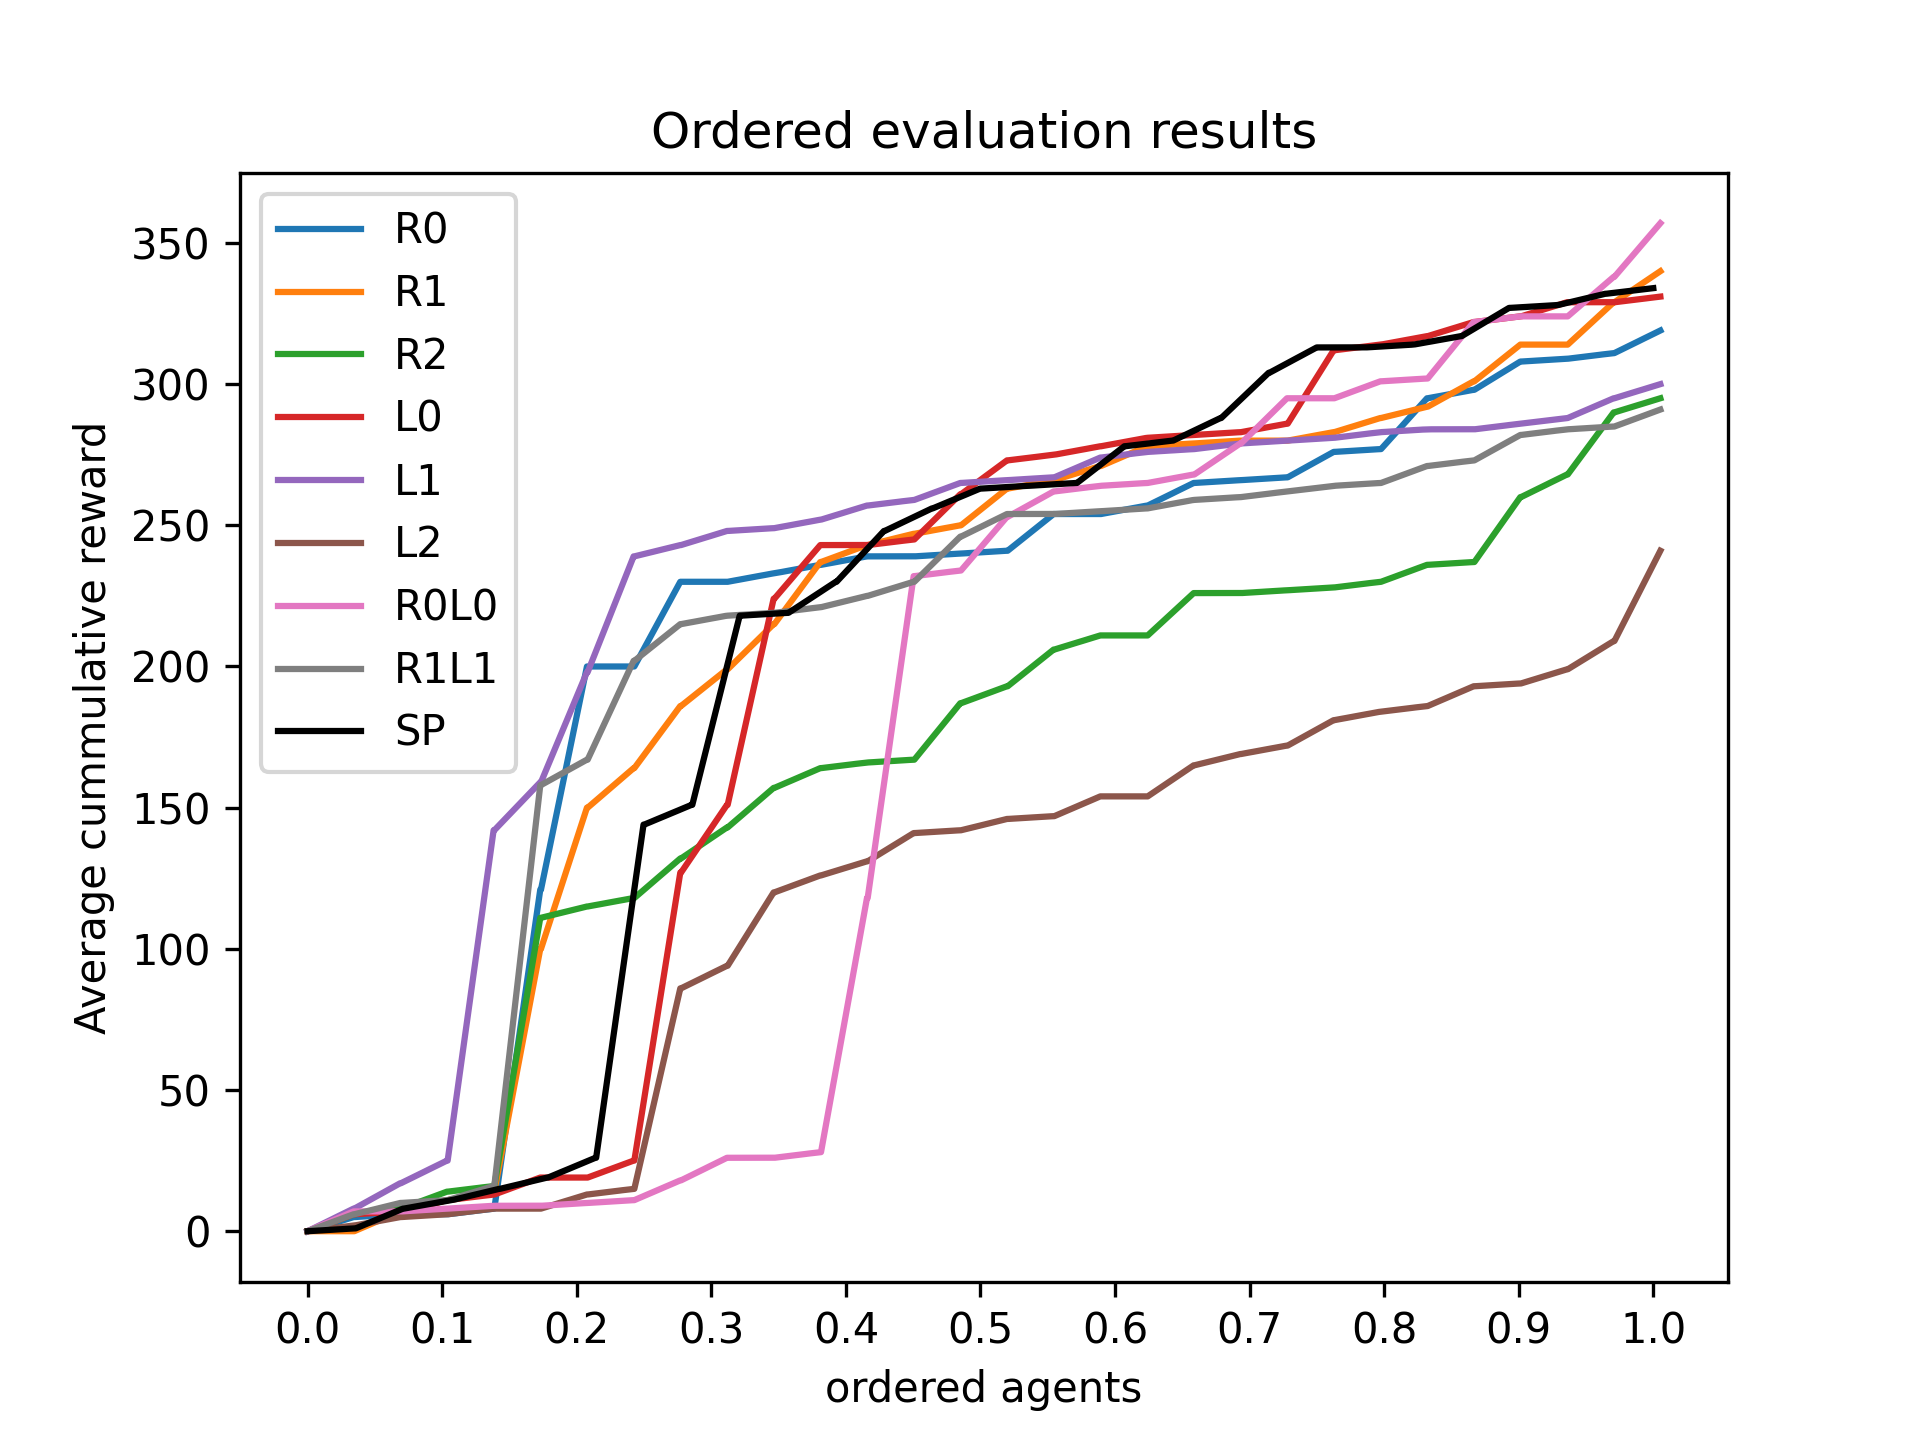 Ordered evaluation results
Average cummulative reward
350
300
250
200
150
100
50
0
R0
R1
R2
L0
L1
L2
R0L0
R1L1
SP
0.0 0.1 0.2 0.3 0.4 0.5 0.6 0.7 0.8 0.9 1.0
ordered agents